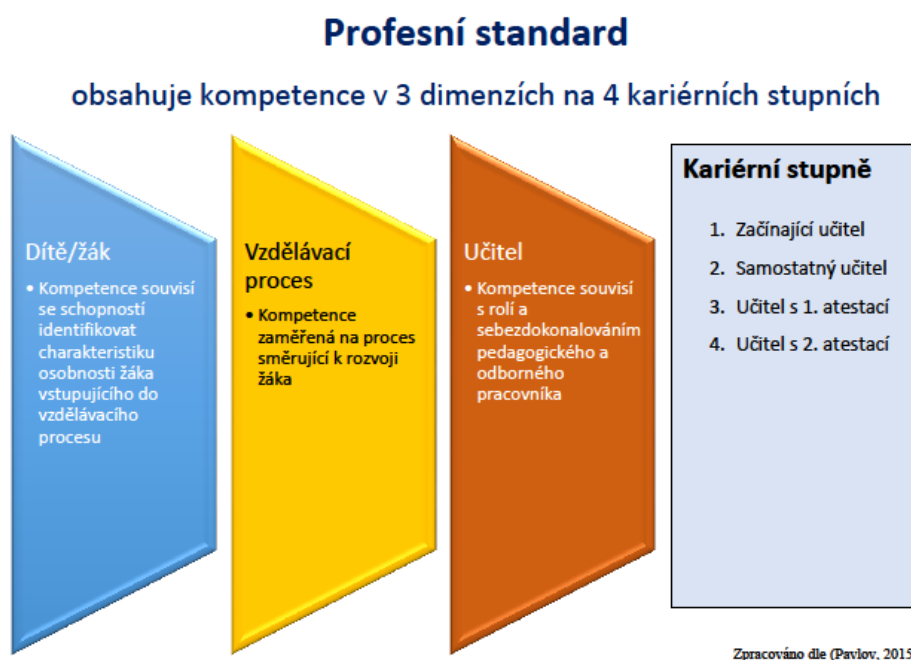 Profesní standard
obsahuje kompetence v 3 dimenzích na 4 kariérních stupních
Dítě/žák
• Kompetence souvisí
se schopností
identifikovat
charakteristiku
osobnosti žáka
vstupujícího do
vzdělávacího
procesu
Vzdělávací
proces
• Kompetence
zaměřená na proces
směrující k rozvoji
žáka
Učitel
• Kompetence souvisí
s rolí a
sebezdokonalováním
pedagogického a
odborného
pracovníka
Kariérní stupně
1. Začínající učitel
2. Samostatný učitel
3. Učitel s 1. atestací
4. Učitel s 2. atestací
Zpracováno dle (Pavlov, 2015